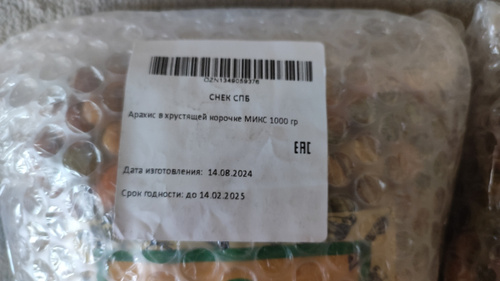 OZN1348059376
СНЕК СПБ
Арахис в хрустящей корочке МИКС 1000 гр
EAC
Дата изготовления: 14.08.2024
Срок годности: до 14.02.2025